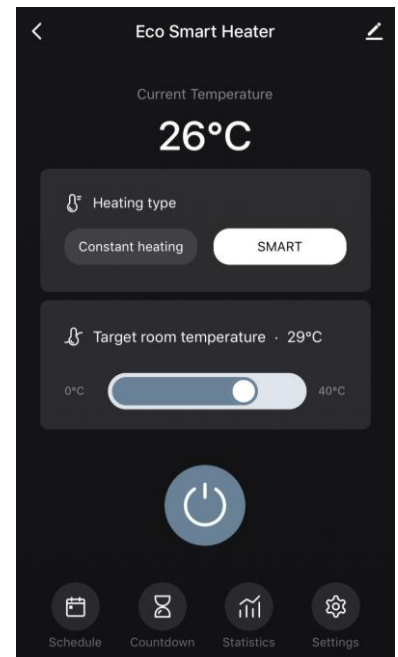 Eco Smart Heater
Current Temperature
26°C
Heating type
Constant heating SMART
Target room temperature · 29°C
0°C 40°C
Schedule Countdown Statistics Settings